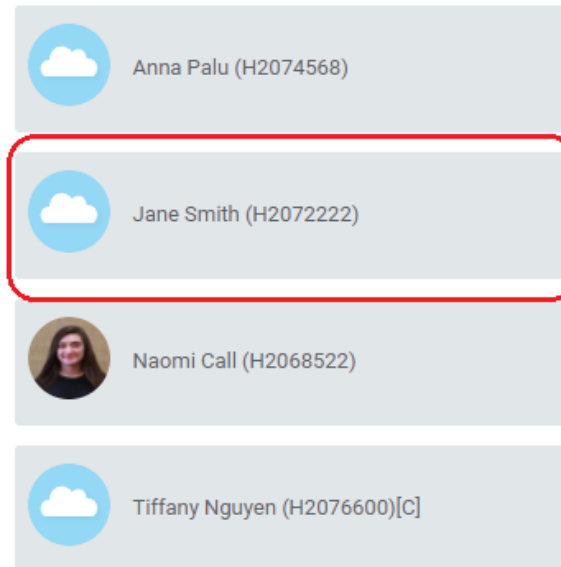 Anna Palu (H2074568)
Jane Smith (H2072222)
Naomi Call (H2068522)
Tiffany Nguyen (H2076600)[C]